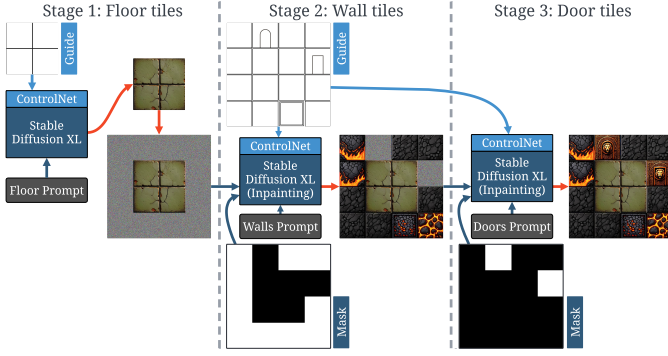 Stage 1: Floor tiles
Guide
ControlNet
Stable
Diffusion XL
Floor Prompt
Stage 2: Wall tiles
Guide
ControlNet
Stable
Diffusion XL
(Inpainting)
Walls Prompt
Mask
Stage 3: Door tiles
ControlNet
Stable
Diffusion XL
(Inpainting)
Doors Prompt
Mask